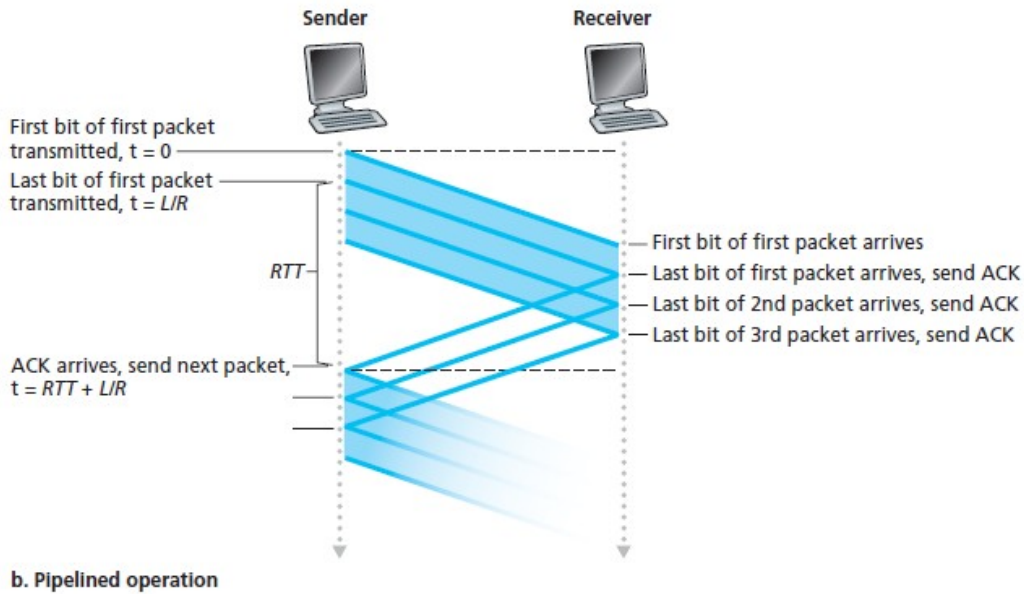 Sender
Receiver
First bit of first packet
transmitted, t = 0
Last bit of first packet
transmitted, t = L/R
RTT
First bit of first packet arrives
Last bit of first packet arrives, send ACK
Last bit of 2nd packet arrives, send ACK
Last bit of 3rd packet arrives, send ACK
ACK arrives, send next packet,
t = RTT + L/R
b. Pipelined operation